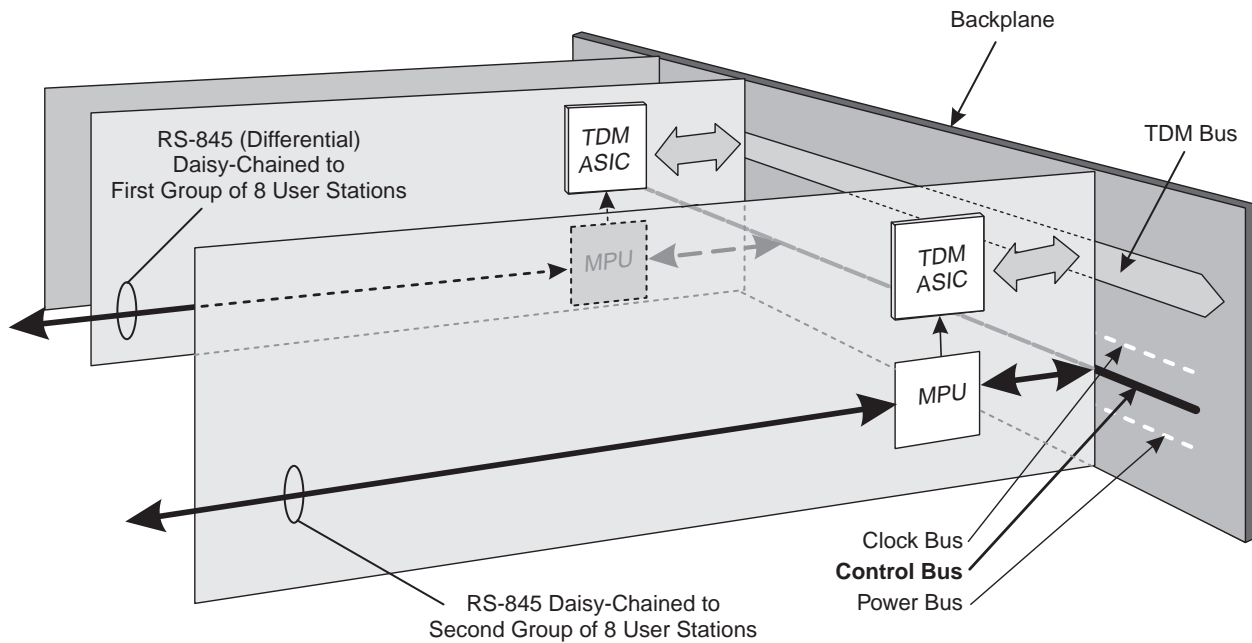 Backplane
RS-845 (Differential)
Daisy-Chained to
First Group of 8 User Stations
TDM
ASIC
TDM Bus
MPU
TDM
ASIC
MPU
Clock Bus
Control Bus
Power Bus
RS-845 Daisy-Chained to
Second Group of 8 User Stations